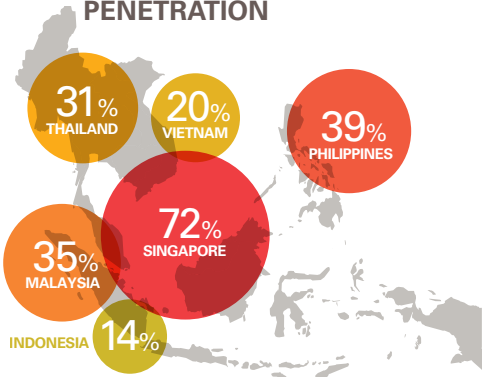 PENETRATION
31%
THAILAND
20%
VIETNAM
39%
PHILIPPINES
72%
SINGAPORE
35%
MALAYSIA
INDONESIA 14%